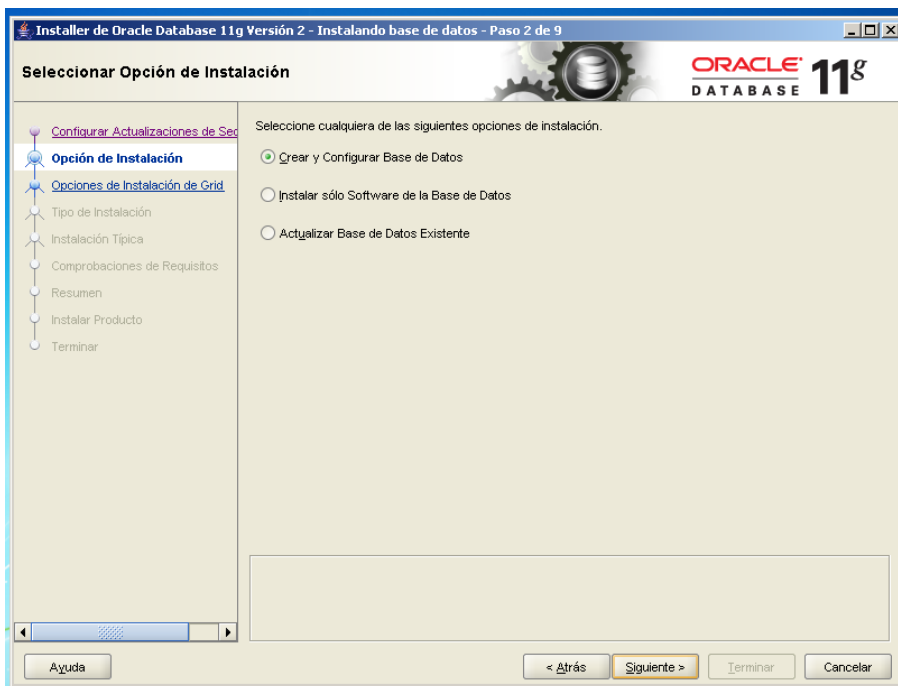 Installer de Oracle Database 11g Versión 2 - Instalando base de datos - Paso 2 de 9
Seleccionar Opción de Instalación
ORACLE
DATABASE
11g
Configurar Actualizaciones de Sec
Opción de Instalación
Opciones de Instalación de Grid
Tipo de Instalación
Instalación Típica
Comprobaciones de Requisitos
Resumen
Instalar Producto
Terminar
Seleccione cualquiera de las siguientes opciones de instalación.
Crear y Configurar Base de Datos
Instalar sólo Software de la Base de Datos
Actualizar Base de Datos Existente
Ayuda
< Atrás
Siguiente >
Terminar
Cancelar